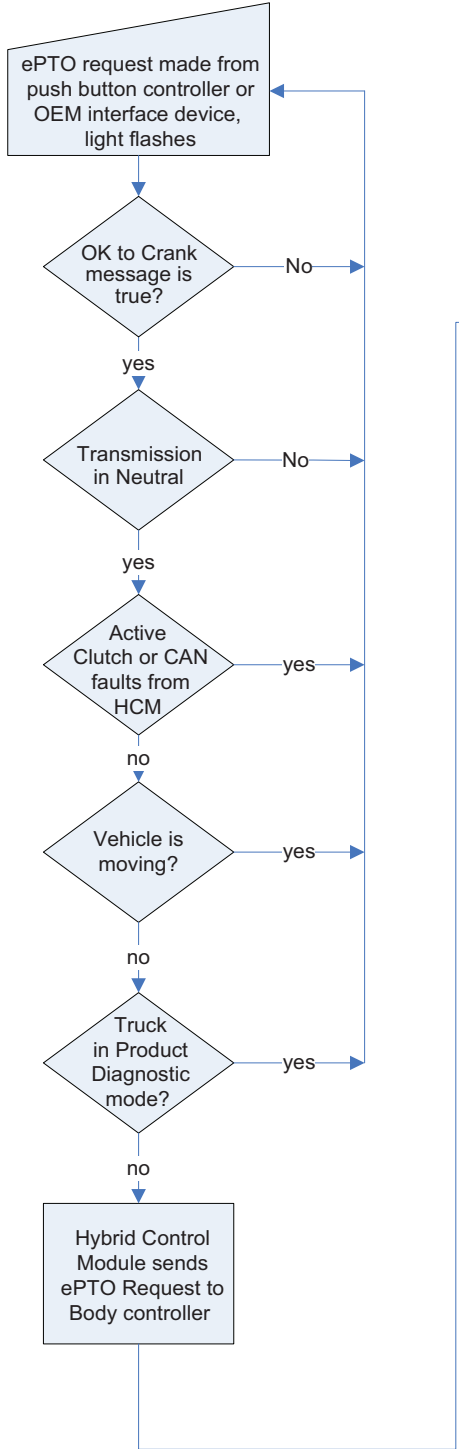 ePTO request made from
push button controller or
OEM interface device,
light flashes
OK to Crank
message is
true?
No
yes
Transmission
in Neutral
No
yes
Active
Clutch or CAN
faults from
HCM
yes
no
Vehicle is
moving?
yes
no
Truck
in Product
Diagnostic
mode?
yes
no
Hybrid Control
Module sends
ePTO Request to
Body controller